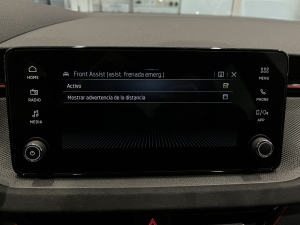 HOME
RADIO
MEDIA
Front Assist (asist. frenada emerg.)
Activo
Mostrar advertencia de la distancia
MENU
PHONE
APP